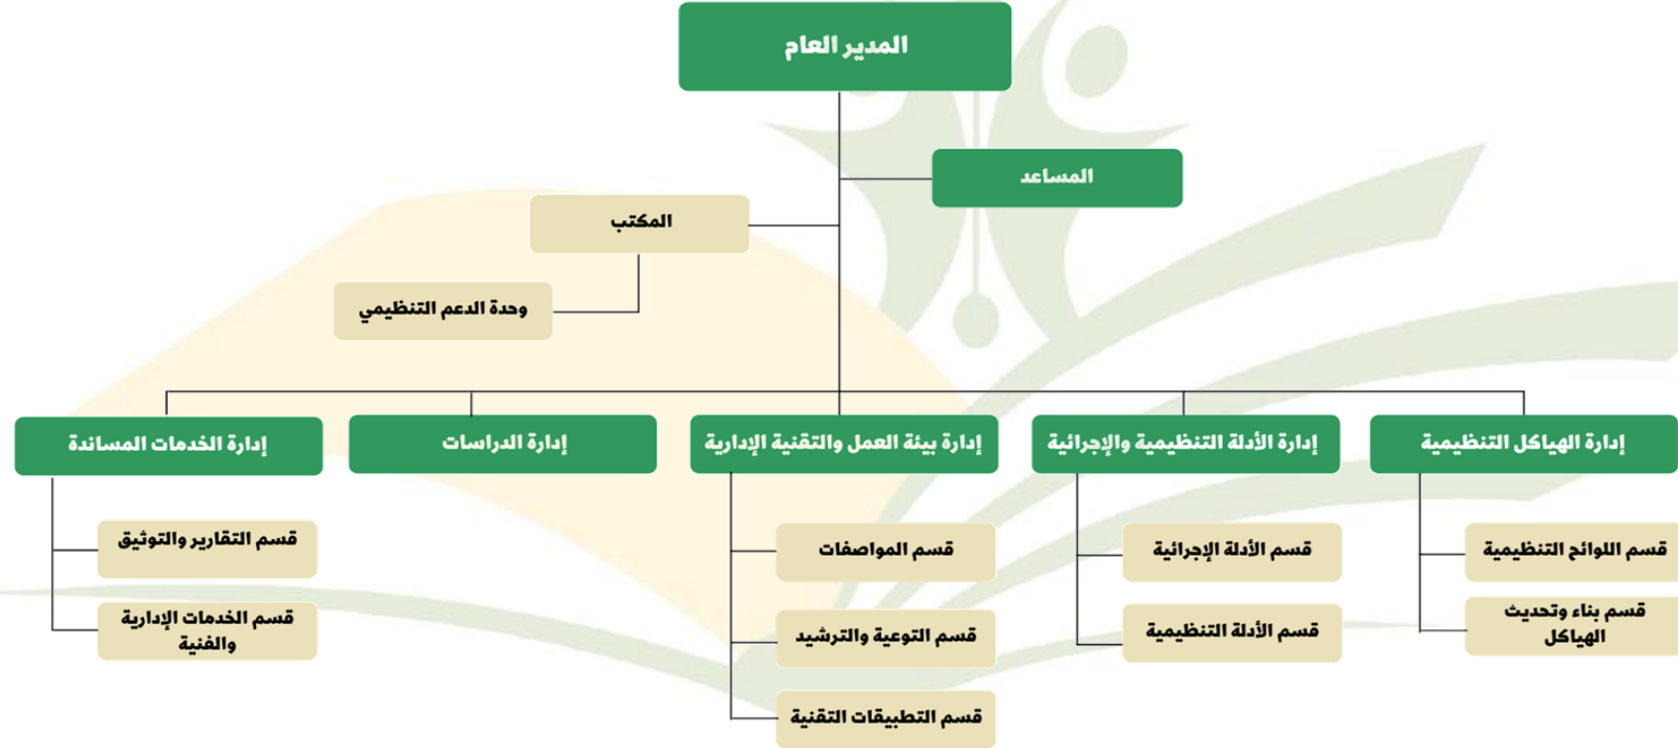 المدير العام
المساعد
المكتب
وحدة الدعم التنظيمي
إدارة الهياكل التنظيمية
إدارة الأدلة التنظيمية والإجرائية
إدارة بيئة العمل والتقنية الإدارية
إدارة الدراسات
إدارة الخدمات المساندة
قسم اللوائح التنظيمية
قسم بناء وتحديث
الهياكل
قسم الأدلة الإجرائية
قسم الأدلة التنظيمية
قسم المواصفات
قسم التوعية والترشيد
قسم التطبيقات التقنية
قسم التقارير والتوثيق
قسم الخدمات الإدارية
والفنية